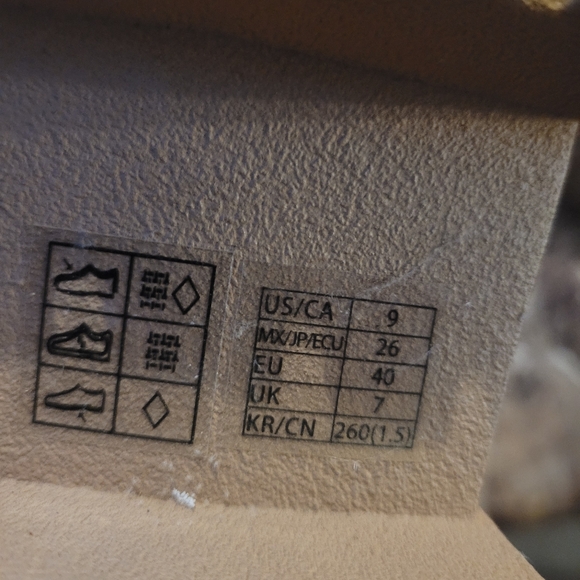 US/CA 9
MX/JP/ECU 26
EU 40
UK 7
KR/CN 260(1.5)